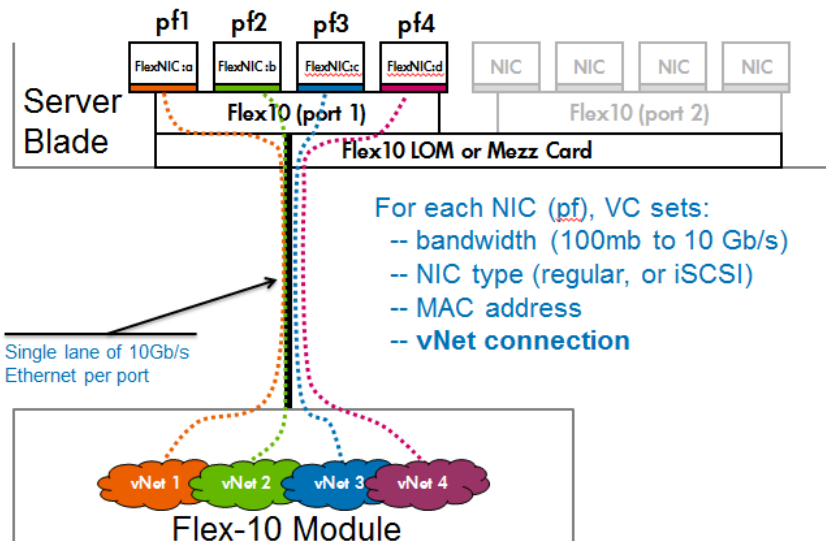 pf1 pf2 pf3 pf4
FlexNIC:a FlexNIC:b FlexNIC:c FlexNIC:d NIC NIC NIC NIC
Server
Blade
Flex10 (port 1) Flex10 (port 2)
Flex10 LOM or Mezz Card
For each NIC (pf), VC sets:
-- bandwidth (100mb to 10 Gb/s)
-- NIC type (regular, or iSCSI)
-- MAC address
-- vNet connection
Single lane of 10Gb/s
Ethernet per port
vNet 1 vNet 2 vNet 3 vNet 4
Flex-10 Module